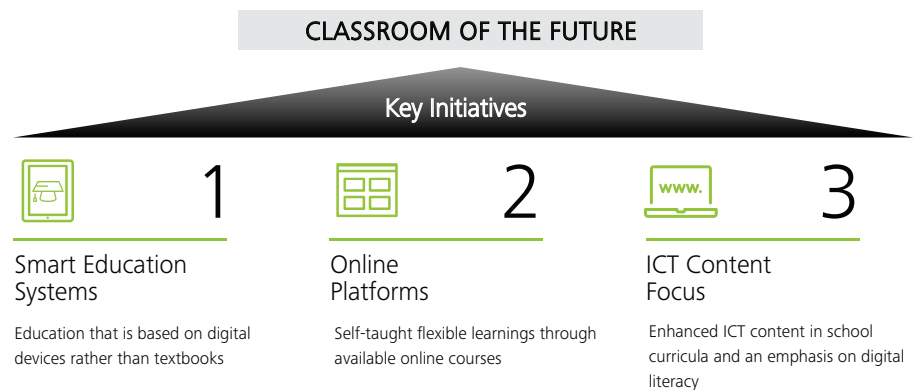 CLASSROOM OF THE FUTURE
Key Initiatives
1
Smart Education
Systems
Education that is based on digital
devices rather than textbooks
2
Online
Platforms
Self-taught flexible learnings through
available online courses
www.
3
ICT Content
Focus
Enhanced ICT content in school
curricula and an emphasis on digital
literacy